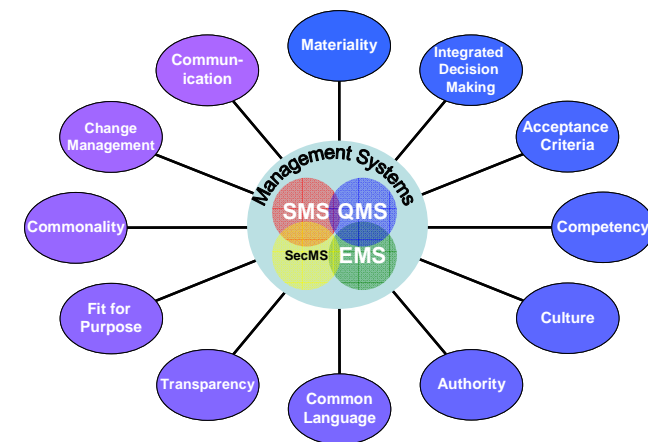 Materiality
Integrated
Decision
Making
Acceptance
Criteria
Competency
Culture
Authority
Common
Language
Transparency
Fit for
Purpose
Commonality
Change
Management
Commun-
ication
Management Systems
SMS QMS
SecMS EMS